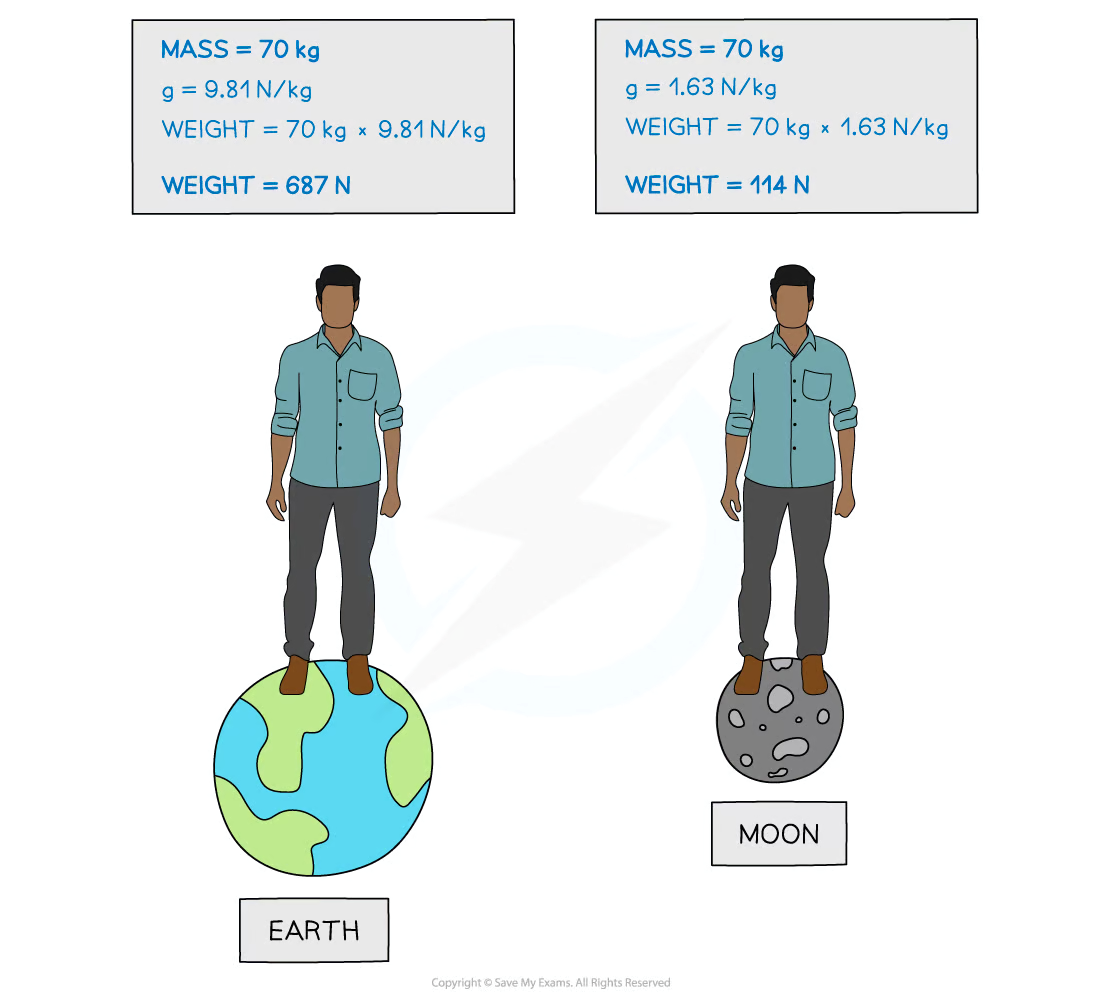 MASS = 70 kg
g = 9.81 N/kg
WEIGHT = 70 kg × 9.81 N/kg
WEIGHT = 687 N
MASS = 70 kg
g = 1.63 N/kg
WEIGHT = 70 kg × 1.63 N/kg
WEIGHT = 114 N
MOON
EARTH
Copyright © Save My Exams. All Rights Reserved